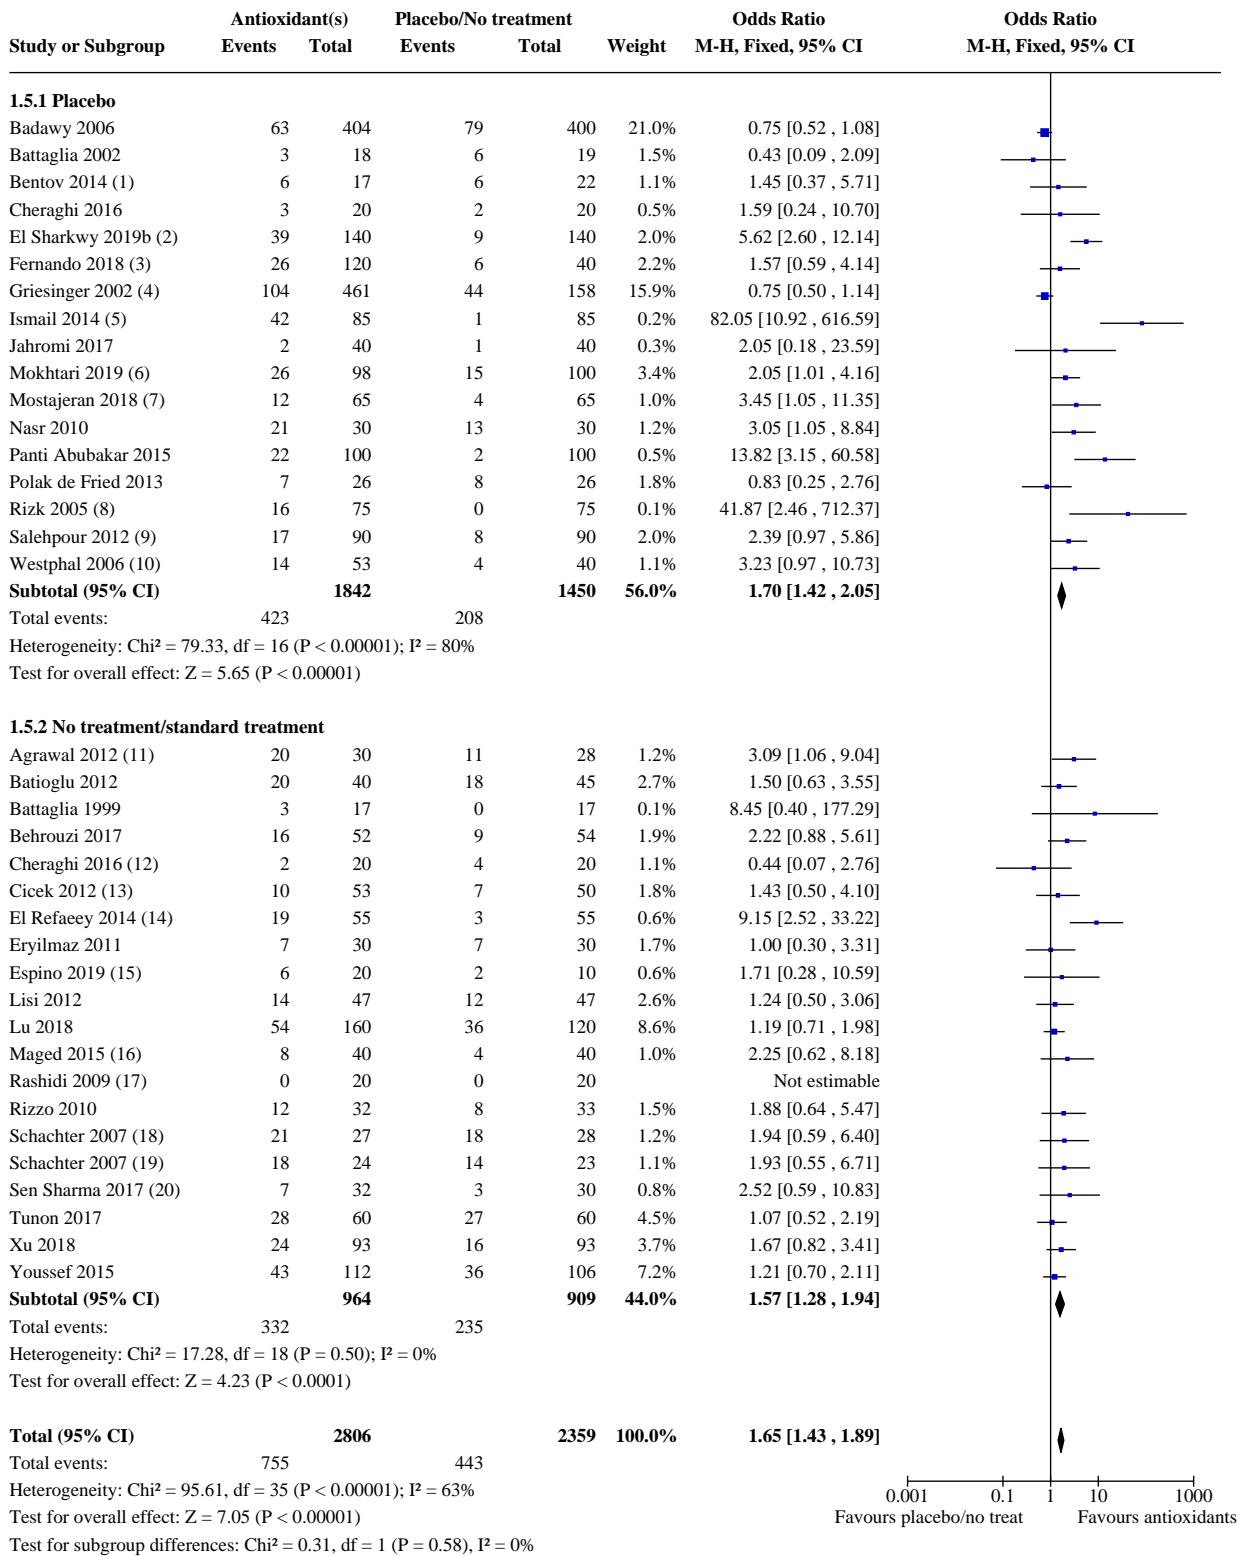 Antioxidant(s) Placebo/No treatment Odds Ratio Odds Ratio
Study or Subgroup Events Total Events Total Weight M-H, Fixed, 95% CI M-H, Fixed, 95% CI
1.5.1 Placebo
Badawy 2006 63 404 79 400 21.0% 0.75 [0.52 , 1.08]
Battaglia 2002 3 18 6 19 1.5% 0.43 [0.09 , 2.09]
Bentov 2014 (1) 6 17 6 22 1.1% 1.45 [0.37 , 5.71]
Cheraghi 2016 3 20 2 20 0.5% 1.59 [0.24 , 10.70]
El Sharkwy 2019b (2) 39 140 9 140 2.0% 5.62 [2.60 , 12.14]
Fernando 2018 (3) 26 120 6 40 2.2% 1.57 [0.59 , 4.14]
Griesinger 2002 (4) 104 461 44 158 15.9% 0.75 [0.50 , 1.14]
Ismail 2014 (5) 42 85 1 85 0.2% 82.05 [10.92 , 616.59]
Jahromi 2017 2 40 1 40 0.3% 2.05 [0.18 , 23.59]
Mokhtari 2019 (6) 26 98 15 100 3.4% 2.05 [1.01 , 4.16]
Mostajeran 2018 (7) 12 65 4 65 1.0% 3.45 [1.05 , 11.35]
Nasr 2010 21 30 13 30 1.2% 3.05 [1.05 , 8.84]
Panti Abubakar 2015 22 100 2 100 0.5% 13.82 [3.15 , 60.58]
Polak de Fried 2013 7 26 8 26 1.8% 0.83 [0.25 , 2.76]
Rizk 2005 (8) 16 75 0 75 0.1% 41.87 [2.46 , 712.37]
Salehpour 2012 (9) 17 90 8 90 2.0% 2.39 [0.97 , 5.86]
Westphal 2006 (10) 14 53 4 40 1.1% 3.23 [0.97 , 10.73]
Subtotal (95% CI) 1842 1450 56.0% 1.70 [1.42 , 2.05]
Total events: 423 208
Heterogeneity: Chi² = 79.33, df = 16 (P < 0.00001); I² = 80%
Test for overall effect: Z = 5.65 (P < 0.00001)
1.5.2 No treatment/standard treatment
Agrawal 2012 (11) 20 30 11 28 1.2% 3.09 [1.06 , 9.04]
Batioglu 2012 20 40 18 45 2.7% 1.50 [0.63 , 3.55]
Battaglia 1999 3 17 0 17 0.1% 8.45 [0.40 , 177.29]
Behrouzi 2017 16 52 9 54 1.9% 2.22 [0.88 , 5.61]
Cheraghi 2016 (12) 2 20 4 20 1.1% 0.44 [0.07 , 2.76]
Cicek 2012 (13) 10 53 7 50 1.8% 1.43 [0.50 , 4.10]
El Refaeey 2014 (14) 19 55 3 55 0.6% 9.15 [2.52 , 33.22]
Eryilmaz 2011 7 30 7 30 1.7% 1.00 [0.30 , 3.31]
Espino 2019 (15) 6 20 2 10 0.6% 1.71 [0.28 , 10.59]
Lisi 2012 14 47 12 47 2.6% 1.24 [0.50 , 3.06]
Lu 2018 54 160 36 120 8.6% 1.19 [0.71 , 1.98]
Maged 2015 (16) 8 40 4 40 1.0% 2.25 [0.62 , 8.18]
Rashidi 2009 (17) 0 20 0 20 Not estimable
Rizzo 2010 12 32 8 33 1.5% 1.88 [0.64 , 5.47]
Schachter 2007 (18) 21 27 18 28 1.2% 1.94 [0.59 , 6.40]
Schachter 2007 (19) 18 24 14 23 1.1% 1.93 [0.55 , 6.71]
Sen Sharma 2017 (20) 7 32 3 30 0.8% 2.52 [0.59 , 10.83]
Tunon 2017 28 60 27 60 4.5% 1.07 [0.52 , 2.19]
Xu 2018 24 93 16 93 3.7% 1.67 [0.82 , 3.41]
Youssef 2015 43 112 36 106 7.2% 1.21 [0.70 , 2.11]
Subtotal (95% CI) 964 909 44.0% 1.57 [1.28 , 1.94]
Total events: 332 235
Heterogeneity: Chi² = 17.28, df = 18 (P = 0.50); I² = 0%
Test for overall effect: Z = 4.23 (P < 0.0001)
Total (95% CI) 2806 2359 100.0% 1.65 [1.43 , 1.89]
Total events: 755 443
Heterogeneity: Chi² = 95.61, df = 35 (P < 0.00001); I² = 63%
0.001 0.1 1 10 1000
Test for overall effect: Z = 7.05 (P < 0.00001)
Favours placebo/no treat Favours antioxidants
Test for subgroup differences: Chi² = 0.31, df = 1 (P = 0.58), I² = 0%